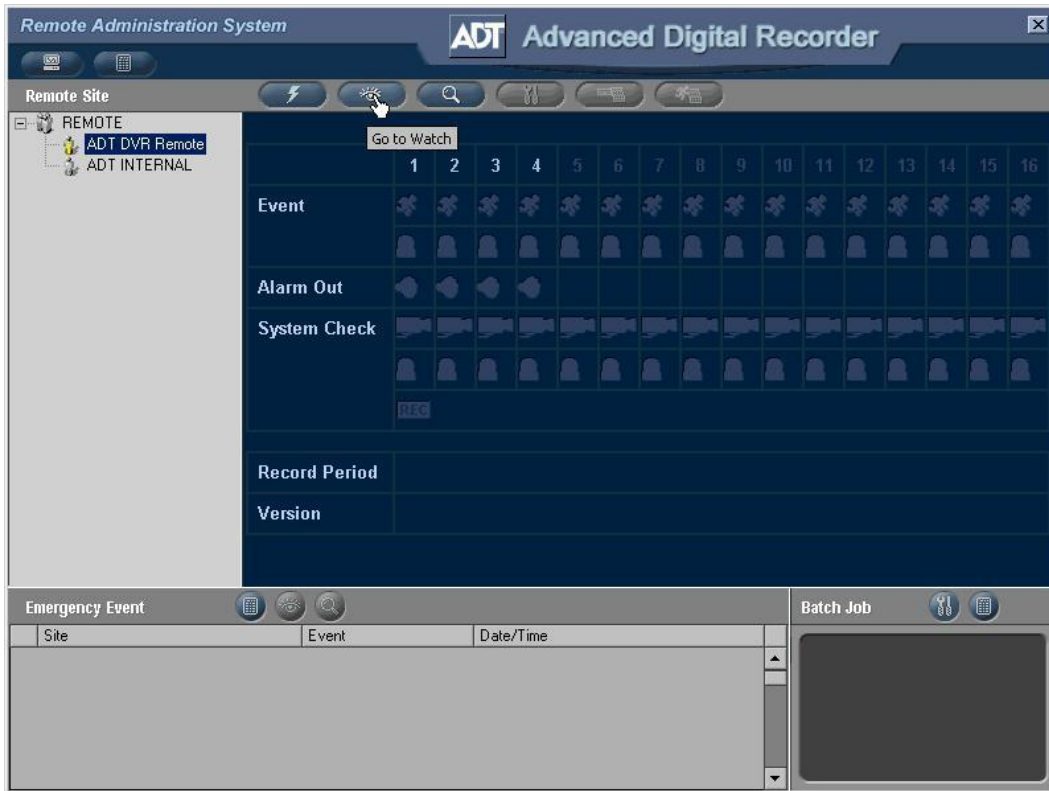 Remote Administration System
ADT Advanced Digital Recorder
Remote Site
REMOTE
ADT DVR Remote
ADT INTERNAL
Go to Watch
1 2 3 4 5 6 7 8 9 10 11 12 13 14 15 16
Event
Alarm Out
System Check
REC
Record Period
Version
Emergency Event
Batch Job
Site Event Date/Time